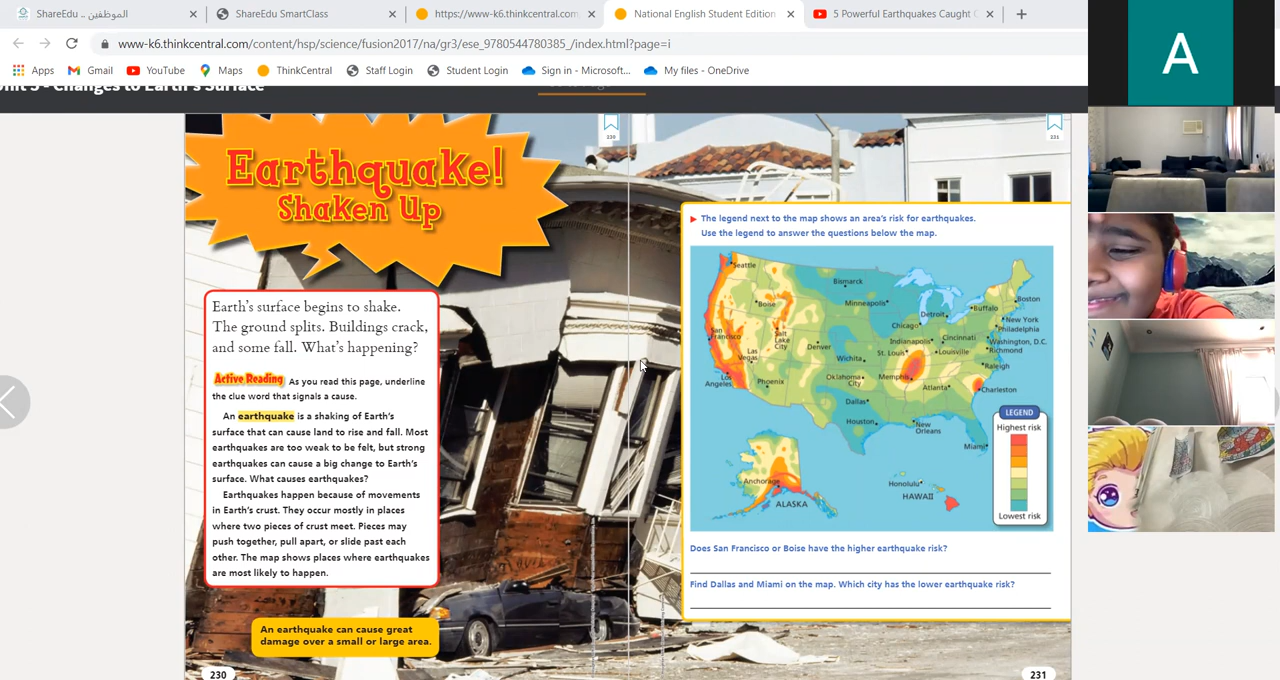 ShareEdu .. الموظفين
ShareEdu SmartClass
https://www-k6.thinkcentral.com
National English Student Edition
5 Powerful Earthquakes Caught
www-k6.thinkcentral.com/content/hsp/science/fusion2017/na/gr3/ese_9780544780385_/index.html?page=i
Apps
Gmail
YouTube
Maps
ThinkCentral
Staff Login
Student Login
Sign in - Microsoft...
My files - OneDrive
A
Changes to Earth's Surface
Earthquake!
Shaken Up
230
231
Earth's surface begins to shake.
The ground splits. Buildings crack,
and some fall. What's happening?
Active Reading As you read this page, underline
the clue word that signals a cause.
An earthquake is a shaking of Earth's
surface that can cause land to rise and fall. Most
earthquakes are too weak to be felt, but strong
earthquakes can cause a big change to Earth's
surface. What causes earthquakes?
Earthquakes happen because of movements
in Earth's crust. They occur mostly in places
where two pieces of crust meet. Pieces may
push together, pull apart, or slide past each
other. The map shows places where earthquakes
are most likely to happen.
An earthquake can cause great
damage over a small or large area.
230
The legend next to the map shows an area's risk for earthquakes.
Use the legend to answer the questions below the map.
Seattle
Bismarck
Boise
Minneapolis
Boston
Buffalo
Detroit
New York
San Francisco
Salt Lake City
Chicago
Philadelphia
Denver
Indianapolis
Cincinnati
Washington, D.C.
Las Vegas
Wichita
St. Louis
Louisville
Richmond
Raleigh
Los Angeles
Phoenix
Oklahoma City
Memphis
Atlanta
Charleston
Dallas
Houston
New Orleans
Miami
LEGEND
Highest risk
Lowest risk
Anchorage
ALASKA
Honolulu
HAWAII
Does San Francisco or Boise have the higher earthquake risk?
Find Dallas and Miami on the map. Which city has the lower earthquake risk?
231